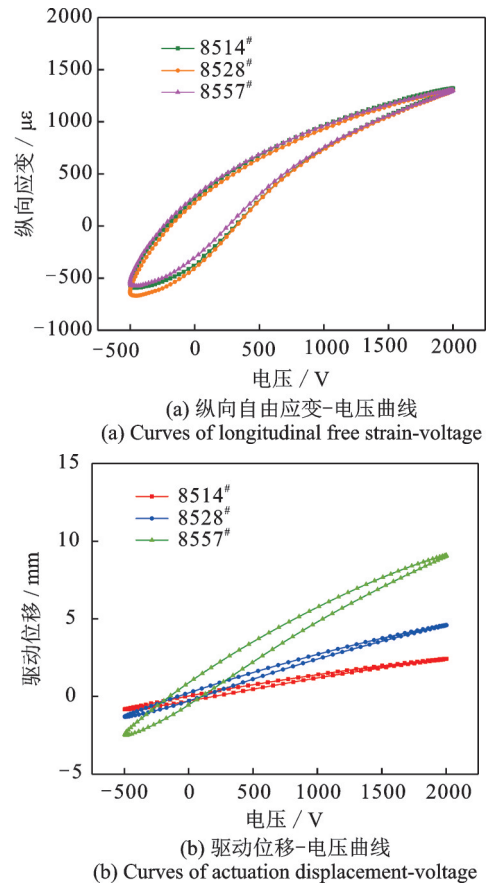 2000
1500
1000
500
0
−500
−1000
纵向应变 / με
8514#
8528#
8557#
−500 0 500 1000 1500 2000
电压 / V
(a) 纵向自由应变-电压曲线
(a) Curves of longitudinal free strain-voltage
15
10
5
0
−5
驱动位移 / mm
8514#
8528#
8557#
−500 0 500 1000 1500 2000
电压 / V
(b) 驱动位移-电压曲线
(b) Curves of actuation displacement-voltage